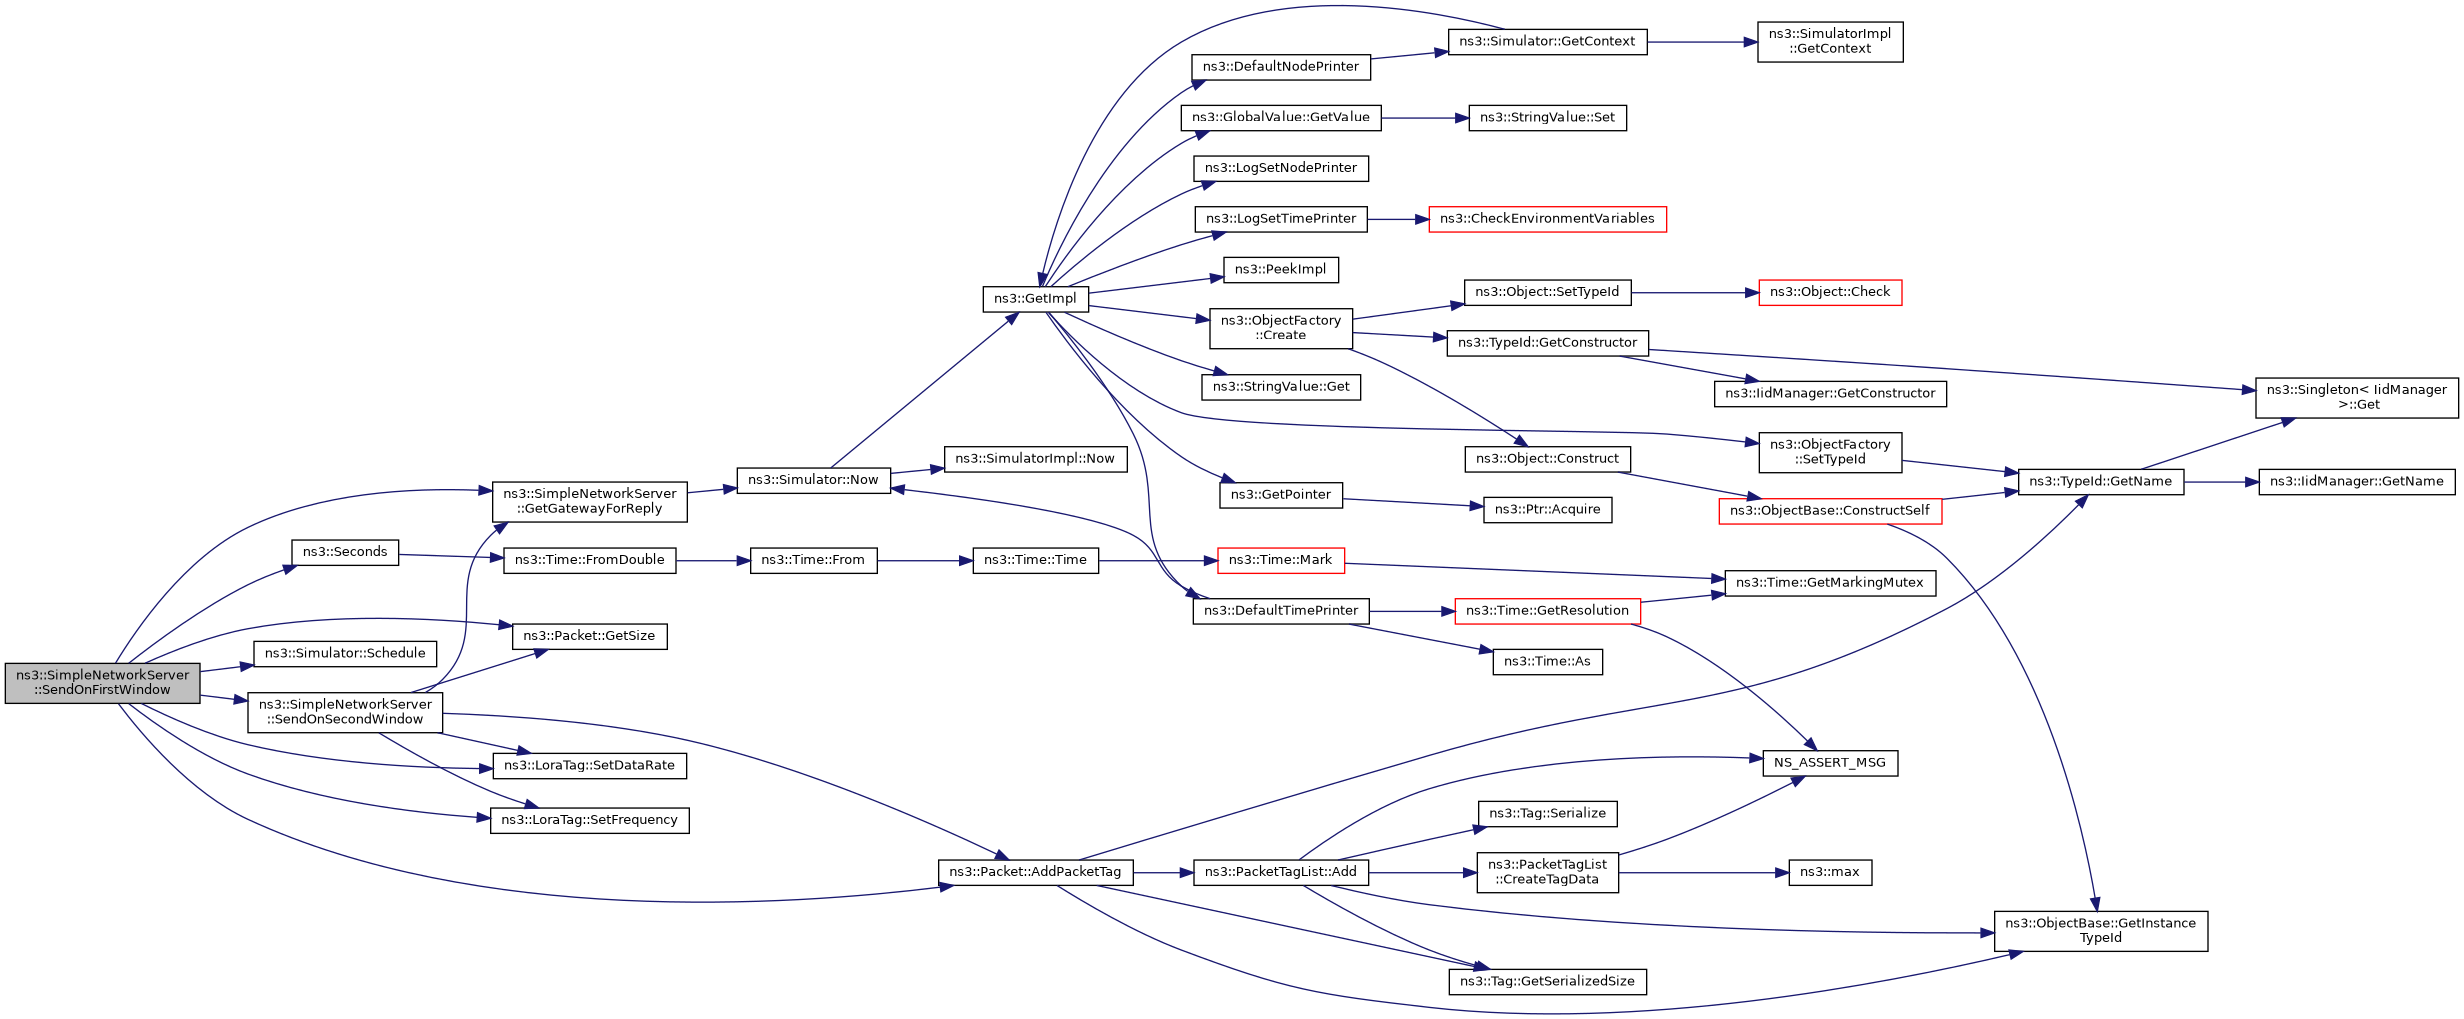 ns3::SimpleNetworkServer
::SendOnFirstWindow
ns3::Seconds
ns3::Simulator::Schedule
ns3::SimpleNetworkServer
::SendOnSecondWindow
ns3::SimpleNetworkServer
::GetGatewayForReply
ns3::Time::FromDouble
ns3::Packet::GetSize
ns3::LoraTag::SetDataRate
ns3::LoraTag::SetFrequency
ns3::Simulator::Now
ns3::Time::From
ns3::GetImpl
ns3::SimulatorImpl::Now
ns3::Time::Time
ns3::Packet::AddPacketTag
ns3::DefaultNodePrinter
ns3::GlobalValue::GetValue
ns3::LogSetNodePrinter
ns3::LogSetTimePrinter
ns3::PeekImpl
ns3::ObjectFactory
::Create
ns3::StringValue::Get
ns3::GetPointer
ns3::Time::Mark
ns3::DefaultTimePrinter
ns3::PacketTagList::Add
ns3::Simulator::GetContext
ns3::StringValue::Set
ns3::CheckEnvironmentVariables
ns3::Object::SetTypeId
ns3::TypeId::GetConstructor
ns3::Object::Construct
ns3::Ptr::Acquire
ns3::Time::GetResolution
ns3::Time::As
ns3::Tag::Serialize
ns3::PacketTagList
::CreateTagData
ns3::Tag::GetSerializedSize
ns3::SimulatorImpl
::GetContext
ns3::Object::Check
ns3::IidManager::GetConstructor
ns3::ObjectFactory
::SetTypeId
ns3::ObjectBase::ConstructSelf
ns3::Time::GetMarkingMutex
NS_ASSERT_MSG
ns3::max
ns3::TypeId::GetName
ns3::ObjectBase::GetInstance
TypeId
ns3::Singleton< IidManager
>::Get
ns3::IidManager::GetName